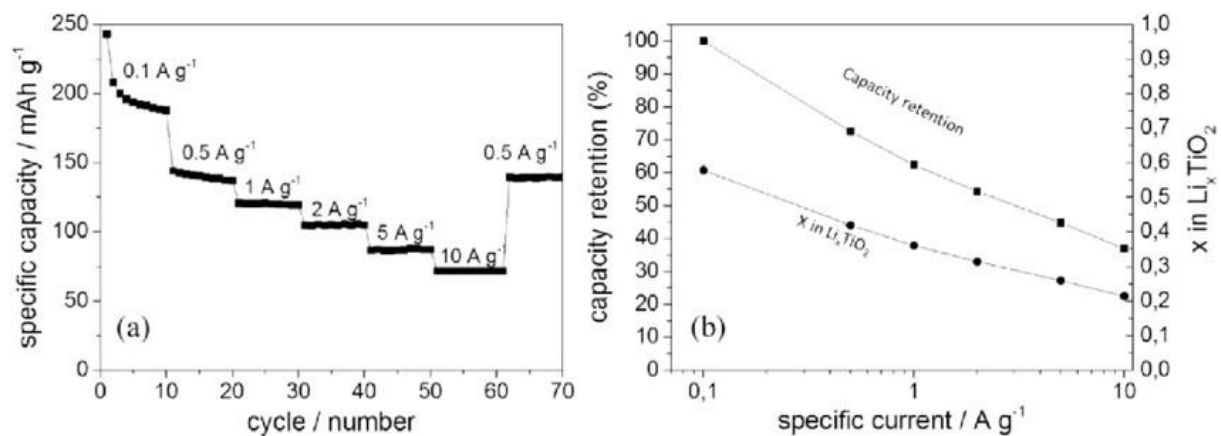 specific capacity / mAh g⁻¹
250
200
150
100
50
0
0 10 20 30 40 50 60 70
cycle / number
0.1 A g⁻¹
0.5 A g⁻¹
1 A g⁻¹
2 A g⁻¹
5 A g⁻¹
10 A g⁻¹
0.5 A g⁻¹
(a)
capacity retention (%)
100
90
80
70
60
50
40
30
20
10
0
0,1 1 10
specific current / A g⁻¹
Capacity retention
X in LiₓTiO₂
(b)
1,0
0,9
0,8
0,7
0,6
0,5
0,4
0,3
0,2
0,1
0,0
x in LiₓTiO₂